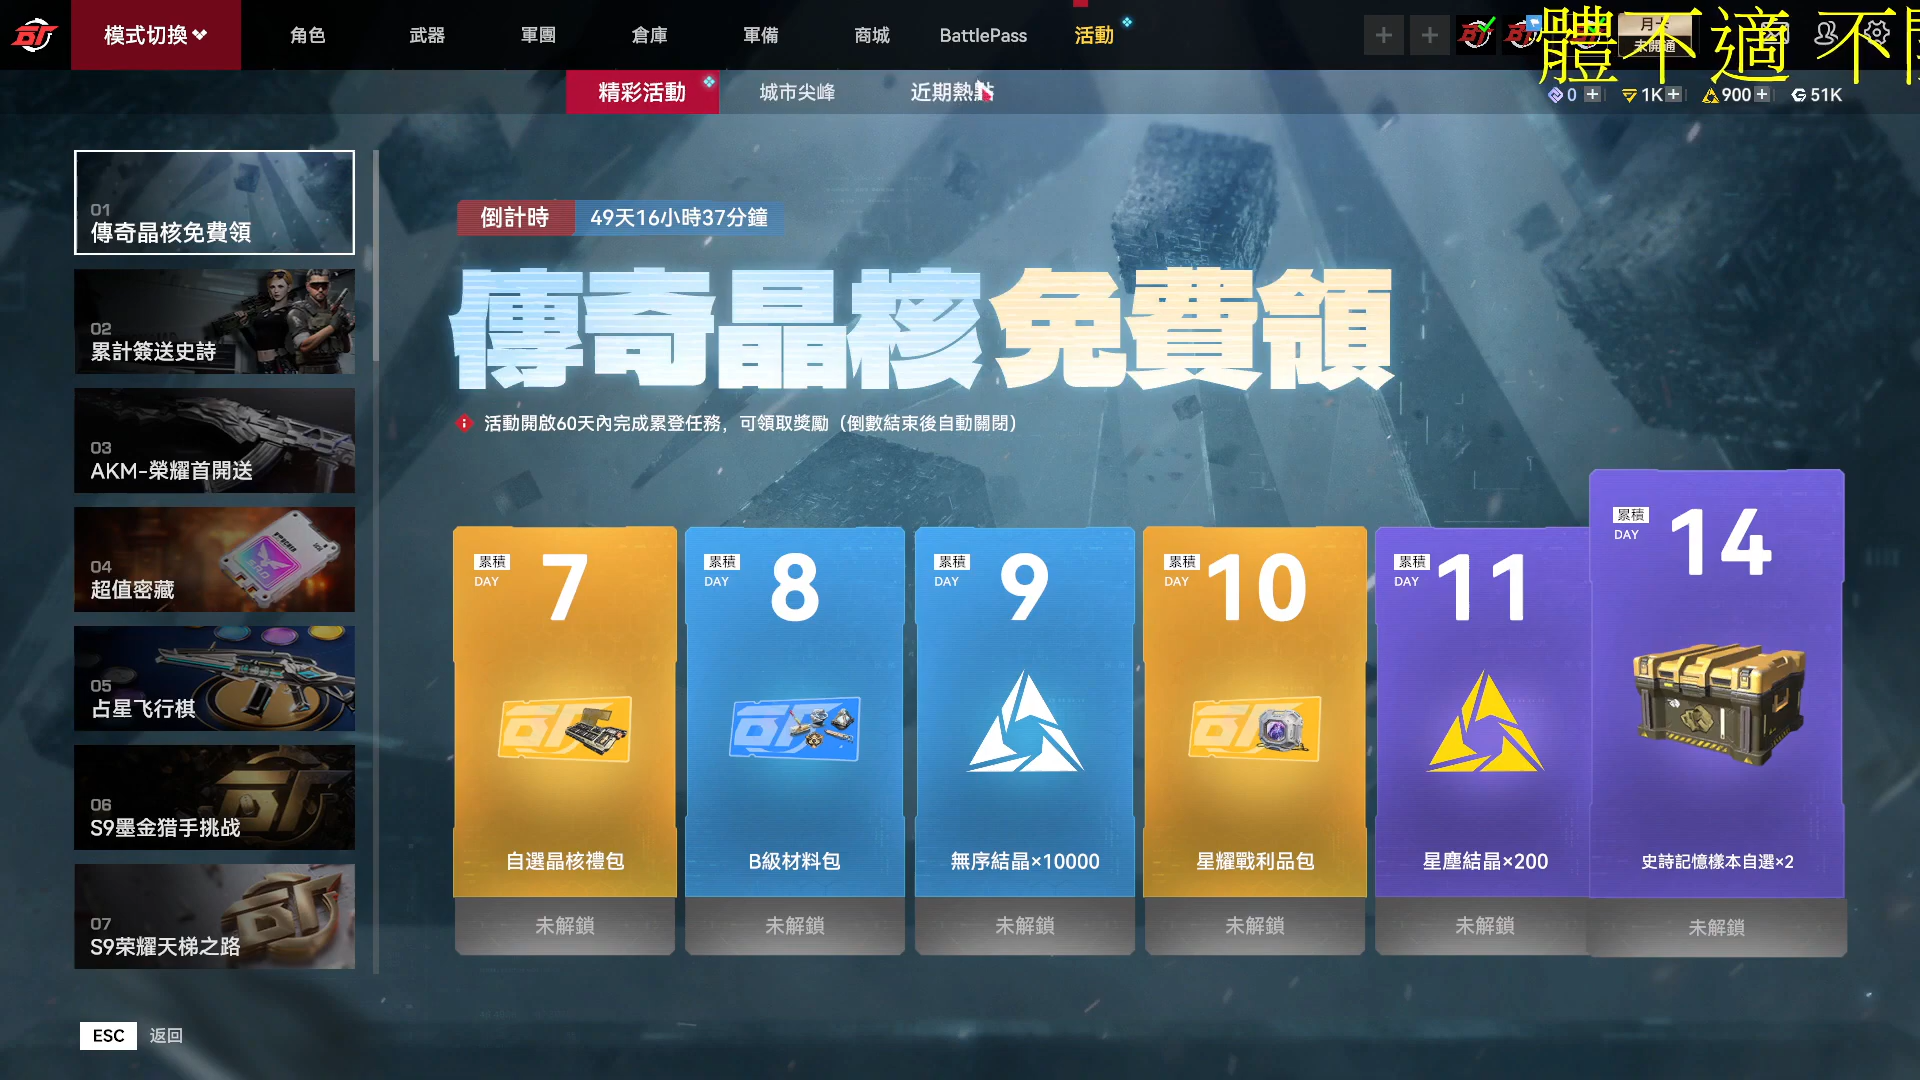 模式切換
角色
武器
軍團
倉庫
軍備
商城
BattlePass
活動
體不適 不
未開通
精彩活動
城市尖峰
近期熱點
0
1K
900
51K
01
傳奇晶核免費領
02
累計簽送史詩
03
AKM-榮耀首開送
04
超值密藏
05
占星飞行棋
06
S9墨金猎手挑战
07
S9荣耀天梯之路
倒計時 49天16小時37分鐘
傳奇晶核免費領
活動開啟60天內完成累登任務，可領取獎勵（倒數結束後自動關閉）
累積
DAY
7
自選晶核禮包
未解鎖
累積
DAY
8
B級材料包
未解鎖
累積
DAY
9
無序結晶×10000
未解鎖
累積
DAY
10
星耀戰利品包
未解鎖
累積
DAY
11
星塵結晶×200
未解鎖
累積
DAY
14
史詩記憶樣本自選×2
未解鎖
ESC 返回